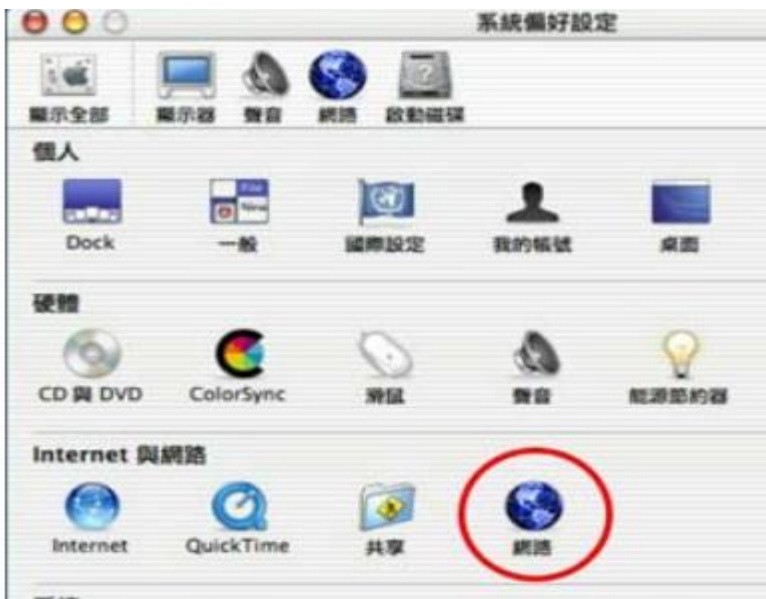 系統偏好設定
顯示全部 顯示器 聲音 網路 啟動磁碟
個人
Dock 一般 國際設定 我的帳號 桌面
硬體
CD 與 DVD ColorSync 滑鼠 聲音 能源節約器
Internet 與網路
Internet QuickTime 共享 網路